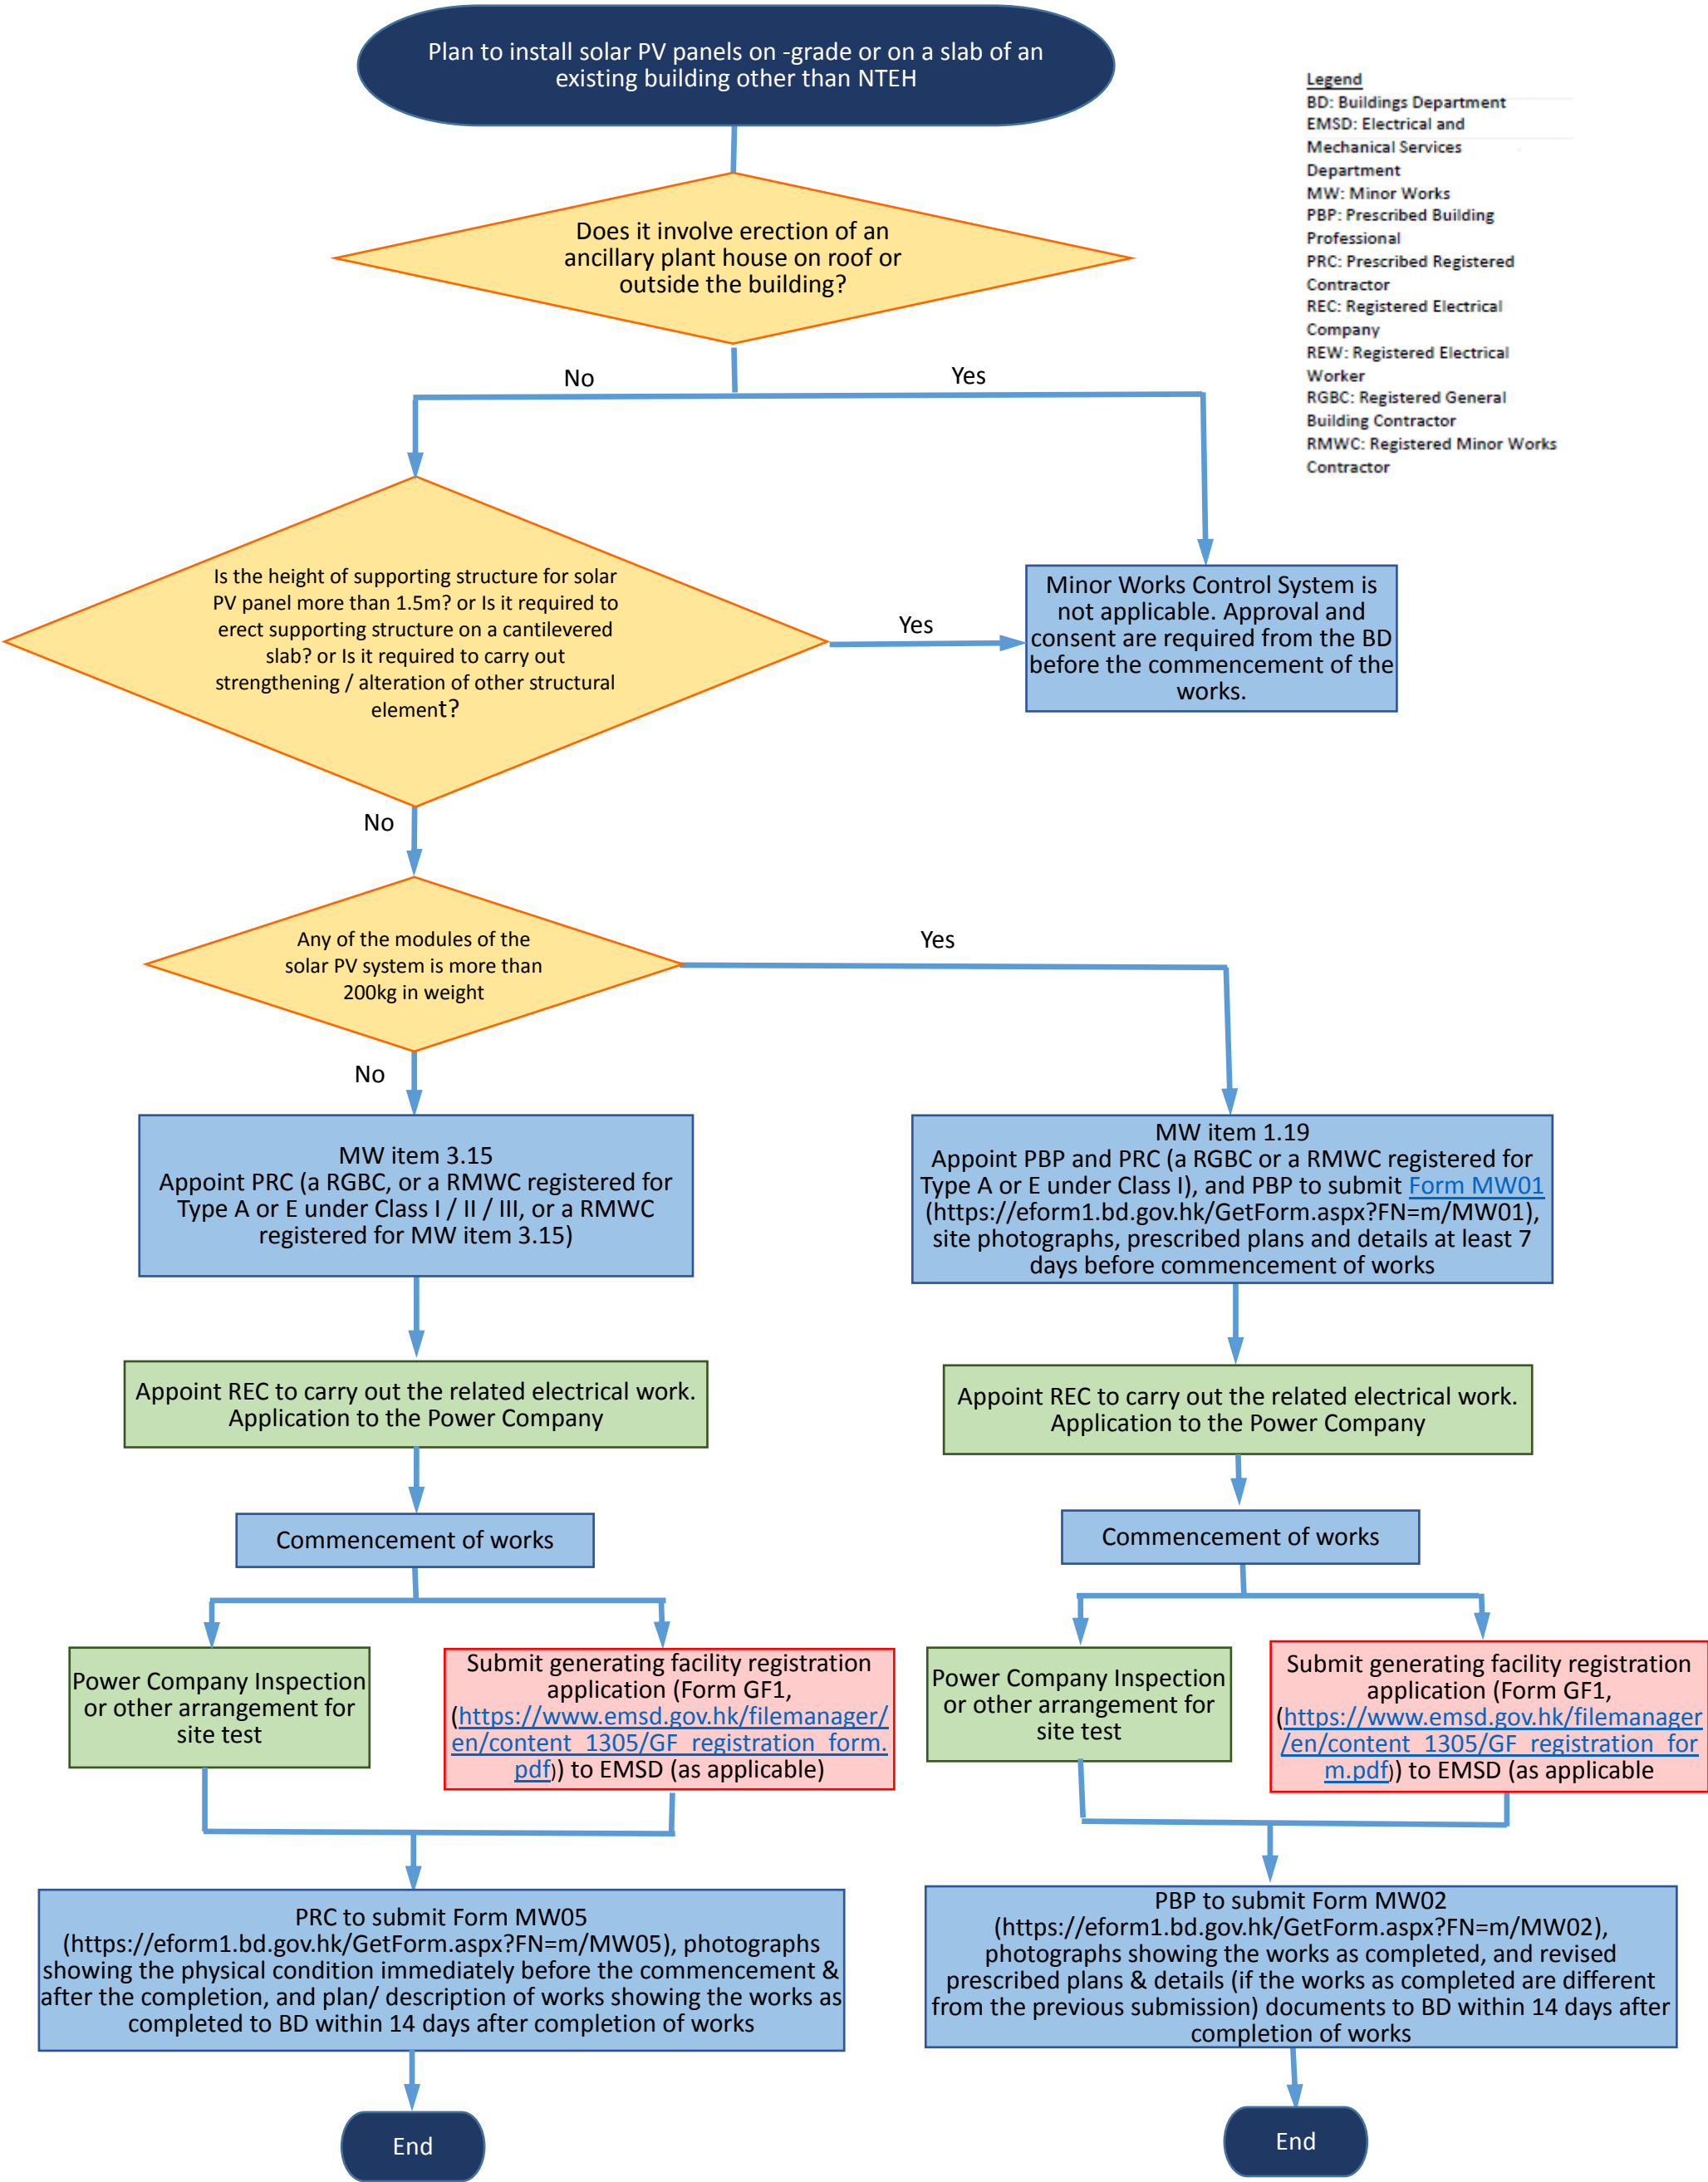 Plan to install solar PV panels on -grade or on a slab of an
existing building other than NTEH
Legend
BD: Buildings Department
EMSD: Electrical and
Mechanical Services
Department
MW: Minor Works
PBP: Prescribed Building
Professional
PRC: Prescribed Registered
Contractor
REC: Registered Electrical
Company
REW: Registered Electrical
Worker
RGBC: Registered General
Building Contractor
RMWC: Registered Minor Works
Contractor
Does it involve erection of an
ancillary plant house on roof or
outside the building?
No
Yes
Is the height of supporting structure for solar
PV panel more than 1.5m? or Is it required to
erect supporting structure on a cantilevered
slab? or Is it required to carry out
strengthening / alteration of other structural
element?
Yes
Minor Works Control System is
not applicable. Approval and
consent are required from the BD
before the commencement of the
works.
No
Any of the modules of the
solar PV system is more than
200kg in weight
Yes
No
MW item 3.15
Appoint PRC (a RGBC, or a RMWC registered for
Type A or E under Class I / II / III, or a RMWC
registered for MW item 3.15)
MW item 1.19
Appoint PBP and PRC (a RGBC or a RMWC registered for
Type A or E under Class I), and PBP to submit Form MW01
(https://eform1.bd.gov.hk/GetForm.aspx?FN=m/MW01),
site photographs, prescribed plans and details at least 7
days before commencement of works
Appoint REC to carry out the related electrical work.
Application to the Power Company
Appoint REC to carry out the related electrical work.
Application to the Power Company
Commencement of works
Commencement of works
Power Company Inspection
or other arrangement for
site test
Submit generating facility registration
application (Form GF1,
(https://www.emsd.gov.hk/filemanager/
en/content_1305/GF_registration_form.
pdf)) to EMSD (as applicable)
Power Company Inspection
or other arrangement for
site test
Submit generating facility registration
application (Form GF1,
(https://www.emsd.gov.hk/filemanager
/en/content_1305/GF_registration_for
m.pdf)) to EMSD (as applicable
PRC to submit Form MW05
(https://eform1.bd.gov.hk/GetForm.aspx?FN=m/MW05), photographs
showing the physical condition immediately before the commencement &
after the completion, and plan/ description of works showing the works as
completed to BD within 14 days after completion of works
PBP to submit Form MW02
(https://eform1.bd.gov.hk/GetForm.aspx?FN=m/MW02),
photographs showing the works as completed, and revised
prescribed plans & details (if the works as completed are different
from the previous submission) documents to BD within 14 days after
completion of works
End
End